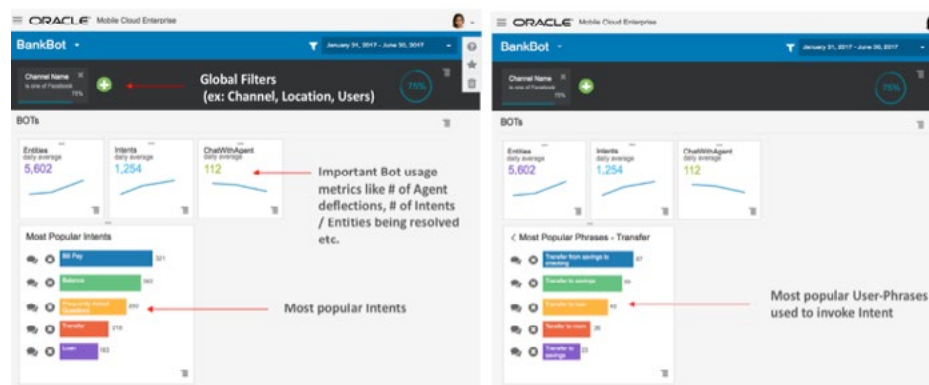 ORACLE Mobile Cloud Enterprise
BankBot
January 31, 2017 - June 30, 2017
Channel Name
is one of Facebook
75%
Global Filters
(ex: Channel, Location, Users)
75%
BOTs
Entities
daily average
5,602
Intents
daily average
1,254
ChatWithAgent
daily average
112
Important Bot usage
metrics like # of Agent
deflections, # of Intents
/ Entities being resolved
etc.
Most Popular Intents
Bill Pay 321
Balance
Frequently Asked
Questions
Transfer
Loan
Most popular Intents
ORACLE Mobile Cloud Enterprise
BankBot
January 31, 2017 - June 30, 2017
Channel Name
is one of Facebook
75%
75%
BOTs
Entities
daily average
5,602
Intents
daily average
1,254
ChatWithAgent
daily average
112
< Most Popular Phrases - Transfer
Transfer from savings to
checking
Transfer to savings
Transfer to
Transfer to
savings
Most popular User-Phrases
used to invoke Intent